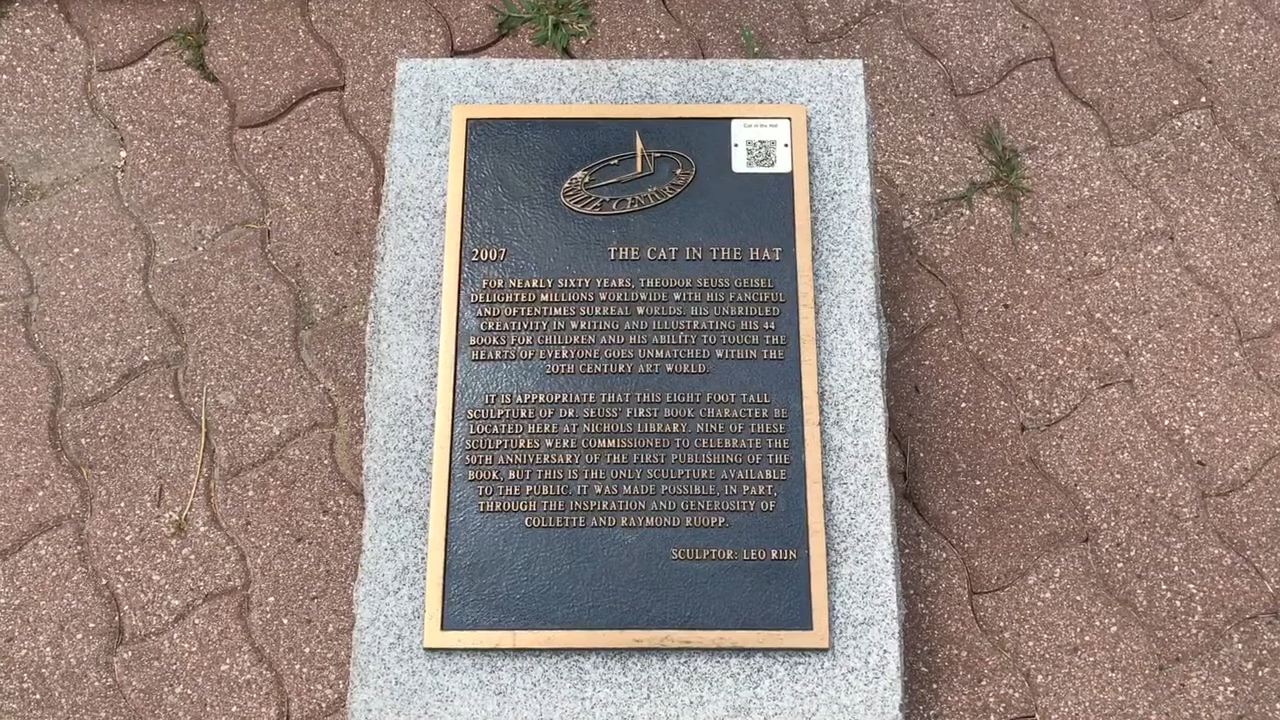 Cat in the Hat
CENTURY WALK
2007 THE CAT IN THE HAT
FOR NEARLY SIXTY YEARS, THEODOR SEUSS GEISEL
DELIGHTED MILLIONS WORLDWIDE WITH HIS FANCIFUL
AND OFTENTIMES SURREAL WORLDS. HIS UNBRIDLED
CREATIVITY IN WRITING AND ILLUSTRATING HIS 44
BOOKS FOR CHILDREN AND HIS ABILITY TO TOUCH THE
HEARTS OF EVERYONE GOES UNMATCHED WITHIN THE
20TH CENTURY ART WORLD.
IT IS APPROPRIATE THAT THIS EIGHT FOOT TALL
SCULPTURE OF DR. SEUSS' FIRST BOOK CHARACTER BE
LOCATED HERE AT NICHOLS LIBRARY. NINE OF THESE
SCULPTURES WERE COMMISSIONED TO CELEBRATE THE
50TH ANNIVERSARY OF THE FIRST PUBLISHING OF THE
BOOK, BUT THIS IS THE ONLY SCULPTURE AVAILABLE
TO THE PUBLIC. IT WAS MADE POSSIBLE, IN PART,
THROUGH THE INSPIRATION AND GENEROSITY OF
COLLETTE AND RAYMOND RUOPP.
SCULPTOR: LEO RIJN